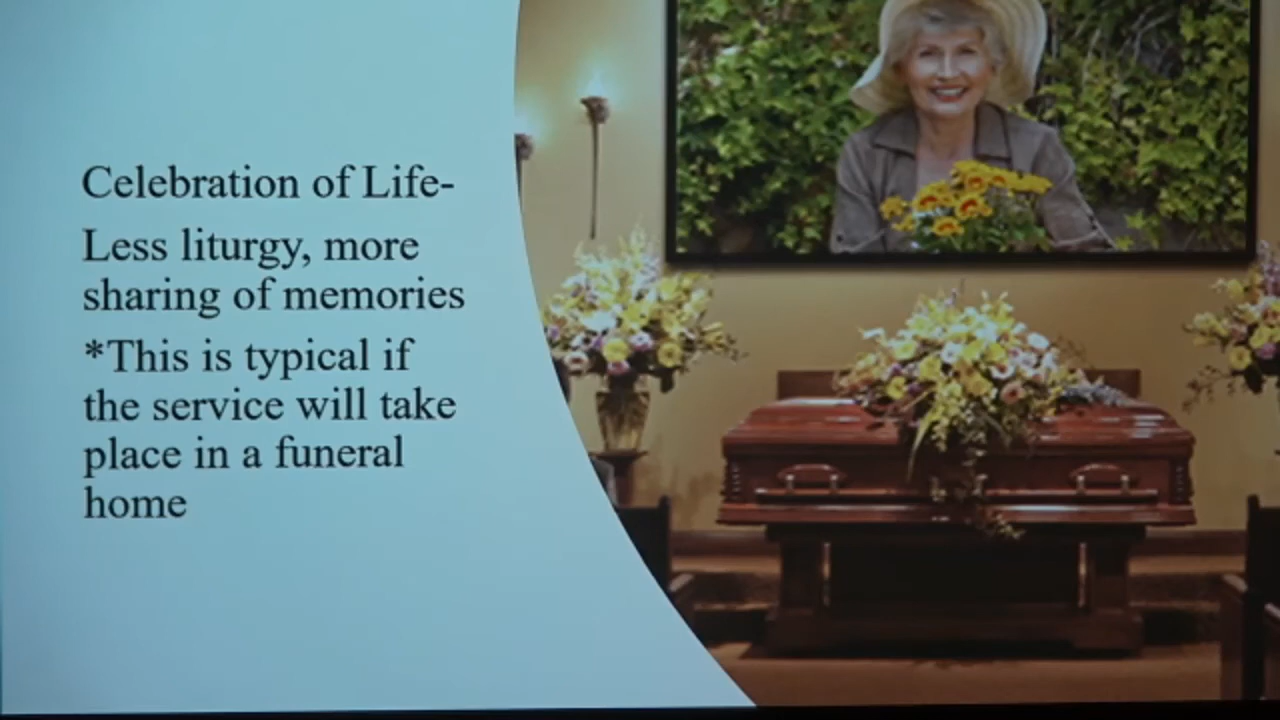 Celebration of Life-
Less liturgy, more
sharing of memories
*This is typical if
the service will take
place in a funeral
home